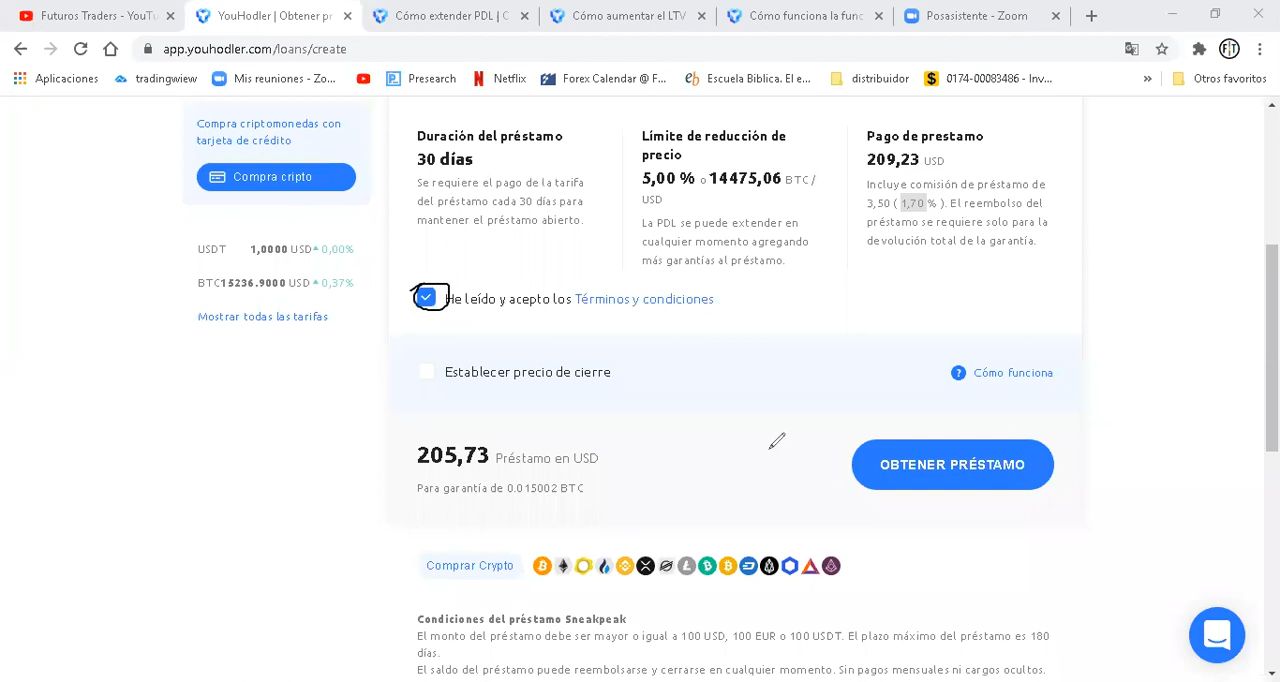 Futuros Traders - YouTu
YouHodler | Obtener pr
Cómo extender PDL | C
Cómo aumentar el LTV
Cómo funciona la func
Posasistente - Zoom
app.youhodler.com/loans/create
Aplicaciones
tradingwiew
Mis reuniones - Zo...
Presearch
Netflix
Forex Calendar @ F...
Escuela Biblica. El e...
distribuidor
0174-00083486 - Inv...
»
Otros favoritos
Compra criptomonedas con
tarjeta de crédito
Compra cripto
USDT 1,0000 USD 0,00%
BTC15236.9000 USD 0,37%
Mostrar todas las tarifas
Duración del préstamo
30 días
Se requiere el pago de la tarifa
del préstamo cada 30 días para
mantener el préstamo abierto.
Límite de reducción de
precio
5,00 % o 14475,06 BTC /
USD
La PDL se puede extender en
cualquier momento agregando
más garantías al préstamo.
Pago de prestamo
209,23 USD
Incluye comisión de préstamo de
3,50 ( 1,70 % ). El reembolso del
préstamo se requiere solo para la
devolución total de la garantía.
He leído y acepto los Términos y condiciones
Establecer precio de cierre
? Cómo funciona
205,73 Préstamo en USD
Para garantía de 0.015002 BTC
OBTENER PRÉSTAMO
Comprar Crypto
Condiciones del préstamo Sneakpeak
El monto del préstamo debe ser mayor o igual a 100 USD, 100 EUR o 100 USDT. El plazo máximo del préstamo es 180
días.
El saldo del préstamo puede reembolsarse y cerrarse en cualquier momento. Sin pagos mensuales ni cargos ocultos.